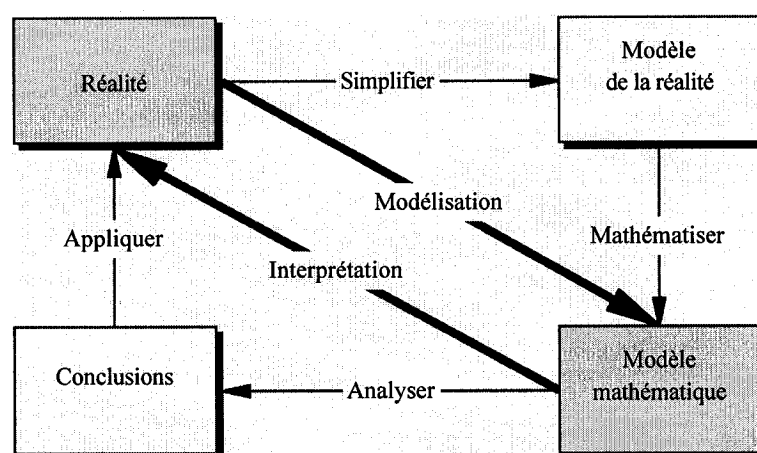 Réalité
Simplifier
Modèle
de la réalité
Modélisation
Appliquer
Mathématiser
Interprétation
Conclusions
Analyser
Modèle
mathématique